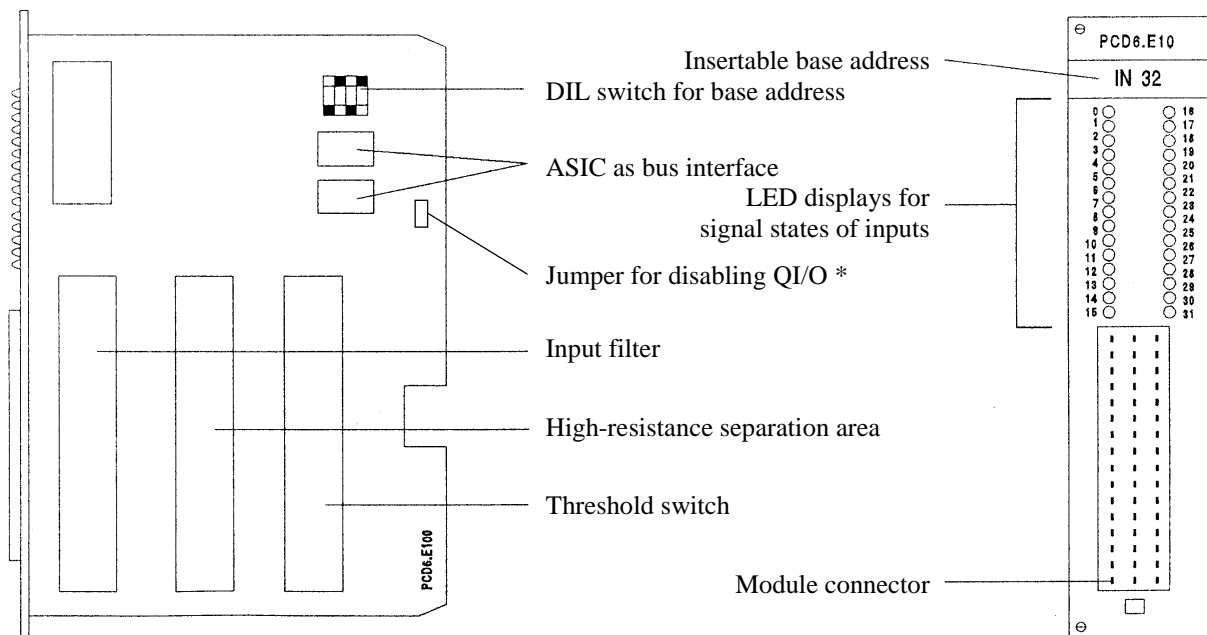 PCD6.E10
Insertable base address
IN 32
DIL switch for base address
ASIC as bus interface
LED displays for
signal states of inputs
Jumper for disabling QI/O *
Input filter
High-resistance separation area
Threshold switch
Module connector
PCD6.E100
0 16
1 17
2 18
3 19
4 20
5 21
6 22
7 23
8 24
9 25
10 26
11 27
12 28
13 29
14 30
15 31